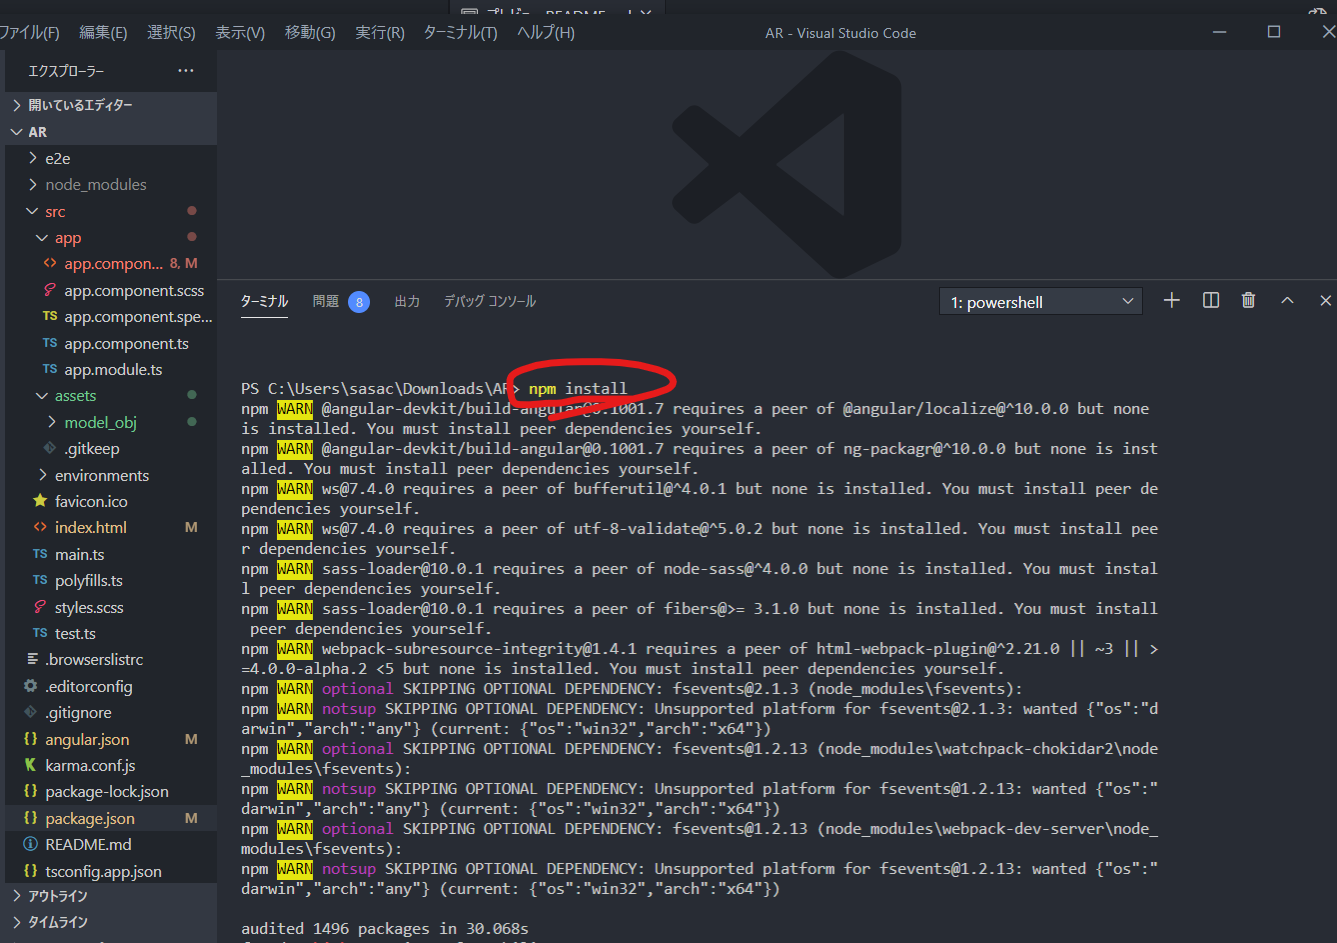 プレビュー README
ファイル(F) 編集(E) 選択(S) 表示(V) 移動(G) 実行(R) ターミナル(T) ヘルプ(H) AR - Visual Studio Code
エクスプローラー ···
開いているエディター
AR
e2e
node_modules
src
app
app.compon... 8, M
app.component.scss
app.component.spe...
app.component.ts
app.module.ts
assets
model_obj
.gitkeep
environments
favicon.ico
index.html M
main.ts
polyfills.ts
styles.scss
test.ts
.browserslistrc
.editorconfig
.gitignore
angular.json M
karma.conf.js
package-lock.json
package.json M
README.md
tsconfig.app.json
アウトライン
タイムライン
ターミナル 問題 8 出力 デバッグ コンソール 1: powershell
PS C:\Users\sasac\Downloads\AR> npm install
npm WARN @angular-devkit/build-angular@0.1001.7 requires a peer of @angular/localize@^10.0.0 but none
is installed. You must install peer dependencies yourself.
npm WARN @angular-devkit/build-angular@0.1001.7 requires a peer of ng-packagr@^10.0.0 but none is inst
alled. You must install peer dependencies yourself.
npm WARN ws@7.4.0 requires a peer of bufferutil@^4.0.1 but none is installed. You must install peer de
pendencies yourself.
npm WARN ws@7.4.0 requires a peer of utf-8-validate@^5.0.2 but none is installed. You must install pee
r dependencies yourself.
npm WARN sass-loader@10.0.1 requires a peer of node-sass@^4.0.0 but none is installed. You must instal
l peer dependencies yourself.
npm WARN sass-loader@10.0.1 requires a peer of fibers@>= 3.1.0 but none is installed. You must install
peer dependencies yourself.
npm WARN webpack-subresource-integrity@1.4.1 requires a peer of html-webpack-plugin@^2.21.0 || ~3 || >
=4.0.0-alpha.2 <5 but none is installed. You must install peer dependencies yourself.
npm WARN optional SKIPPING OPTIONAL DEPENDENCY: fsevents@2.1.3 (node_modules\fsevents):
npm WARN notsup SKIPPING OPTIONAL DEPENDENCY: Unsupported platform for fsevents@2.1.3: wanted {"os":"d
arwin","arch":"any"} (current: {"os":"win32","arch":"x64"})
npm WARN optional SKIPPING OPTIONAL DEPENDENCY: fsevents@1.2.13 (node_modules\watchpack-chokidar2\node
_modules\fsevents):
npm WARN notsup SKIPPING OPTIONAL DEPENDENCY: Unsupported platform for fsevents@1.2.13: wanted {"os":"
darwin","arch":"any"} (current: {"os":"win32","arch":"x64"})
npm WARN optional SKIPPING OPTIONAL DEPENDENCY: fsevents@1.2.13 (node_modules\webpack-dev-server\node_
modules\fsevents):
npm WARN notsup SKIPPING OPTIONAL DEPENDENCY: Unsupported platform for fsevents@1.2.13: wanted {"os":"
darwin","arch":"any"} (current: {"os":"win32","arch":"x64"})
audited 1496 packages in 30.068s